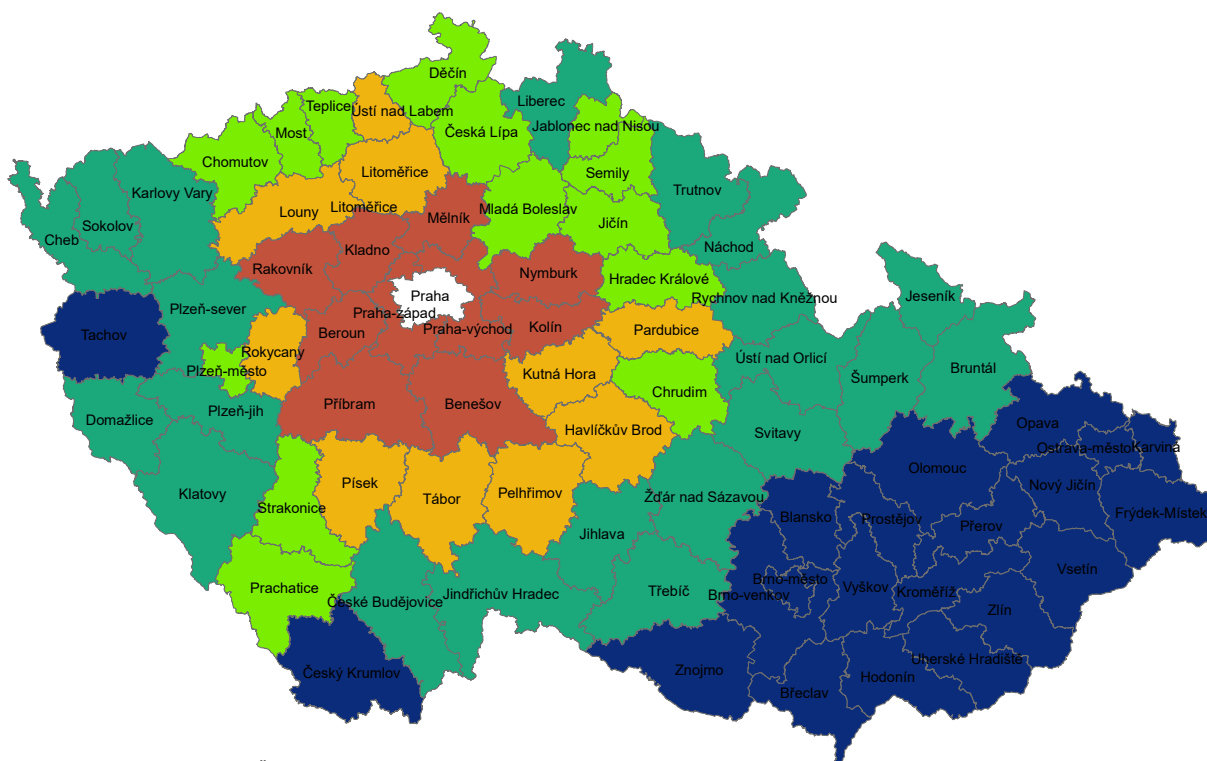 Děčín
Liberec
Teplice
Ústí nad Labem
Jablonec nad Nisou
Most
Česká Lípa
Chomutov
Litoměřice
Semily
Karlovy Vary
Trutnov
Louny
Litoměřice
Mladá Boleslav
Mělník
Jičín
Sokolov
Cheb
Náchod
Kladno
Rakovník
Nymburk
Hradec Králové
Praha
Rychnov nad Kněžnou
Jeseník
Plzeň-sever
Praha-západ
Praha-východ
Kolín
Pardubice
Tachov
Beroun
Rokycany
Ústí nad Orlicí
Plzeň-město
Kutná Hora
Bruntál
Šumperk
Chrudim
Příbram
Benešov
Plzeň-jih
Domažlice
Havlíčkův Brod
Svitavy
Opava
Ostrava-město
Karviná
Olomouc
Písek
Nový Jičín
Klatovy
Pelhřimov
Tábor
Žďár nad Sázavou
Strakonice
Blansko
Prostějov
Frýdek-Místek
Přerov
Jihlava
Vsetín
Brno-město
Prachatice
Vyškov
Třebíč
Kroměříž
Jindřichův Hradec
Brno-venkov
České Budějovice
Zlín
Uherské Hradiště
Znojmo
Český Krumlov
Hodonín
Břeclav